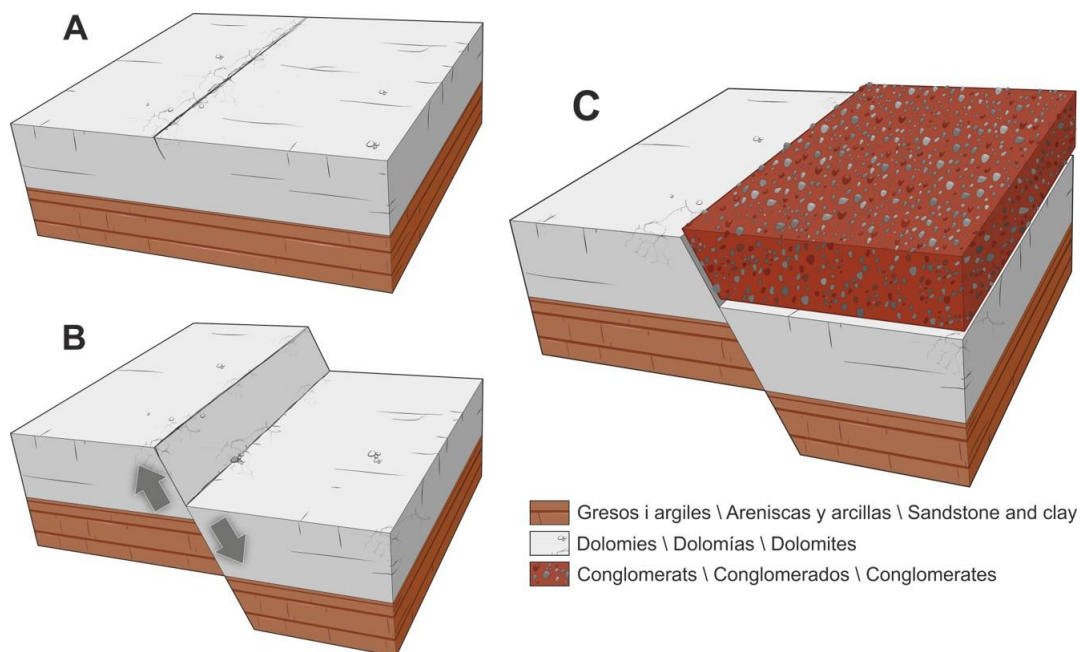 A
B
C
Gresos i argiles \ Areniscas y arcillas \ Sandstone and clay
Dolomies \ Dolomías \ Dolomites
Conglomerats \ Conglomerados \ Conglomerates